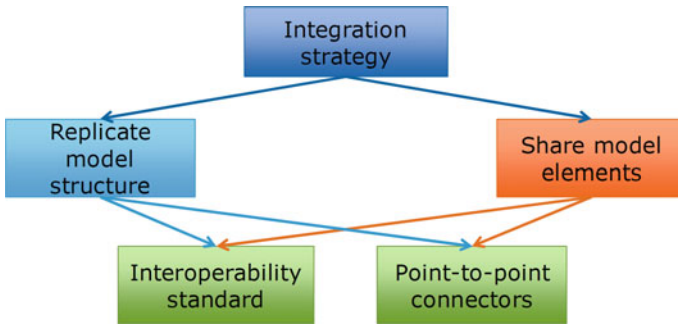 Integration
strategy
Replicate
model
structure
Share model
elements
Interoperability
standard
Point-to-point
connectors